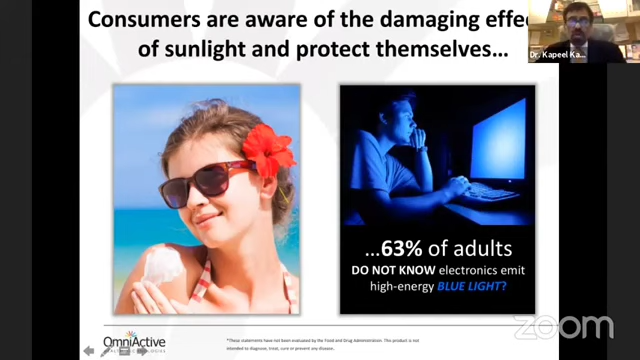 Consumers are aware of the damaging effe
of sunlight and protect themselves…
Dr. Kapeel Ka...
…63% of adults
DO NOT KNOW electronics emit
high-energy BLUE LIGHT?
OmniActive
*These statements have not been evaluated by the Food and Drug Administration. This product is not
intended to diagnose, treat, cure or prevent any disease.
zoom